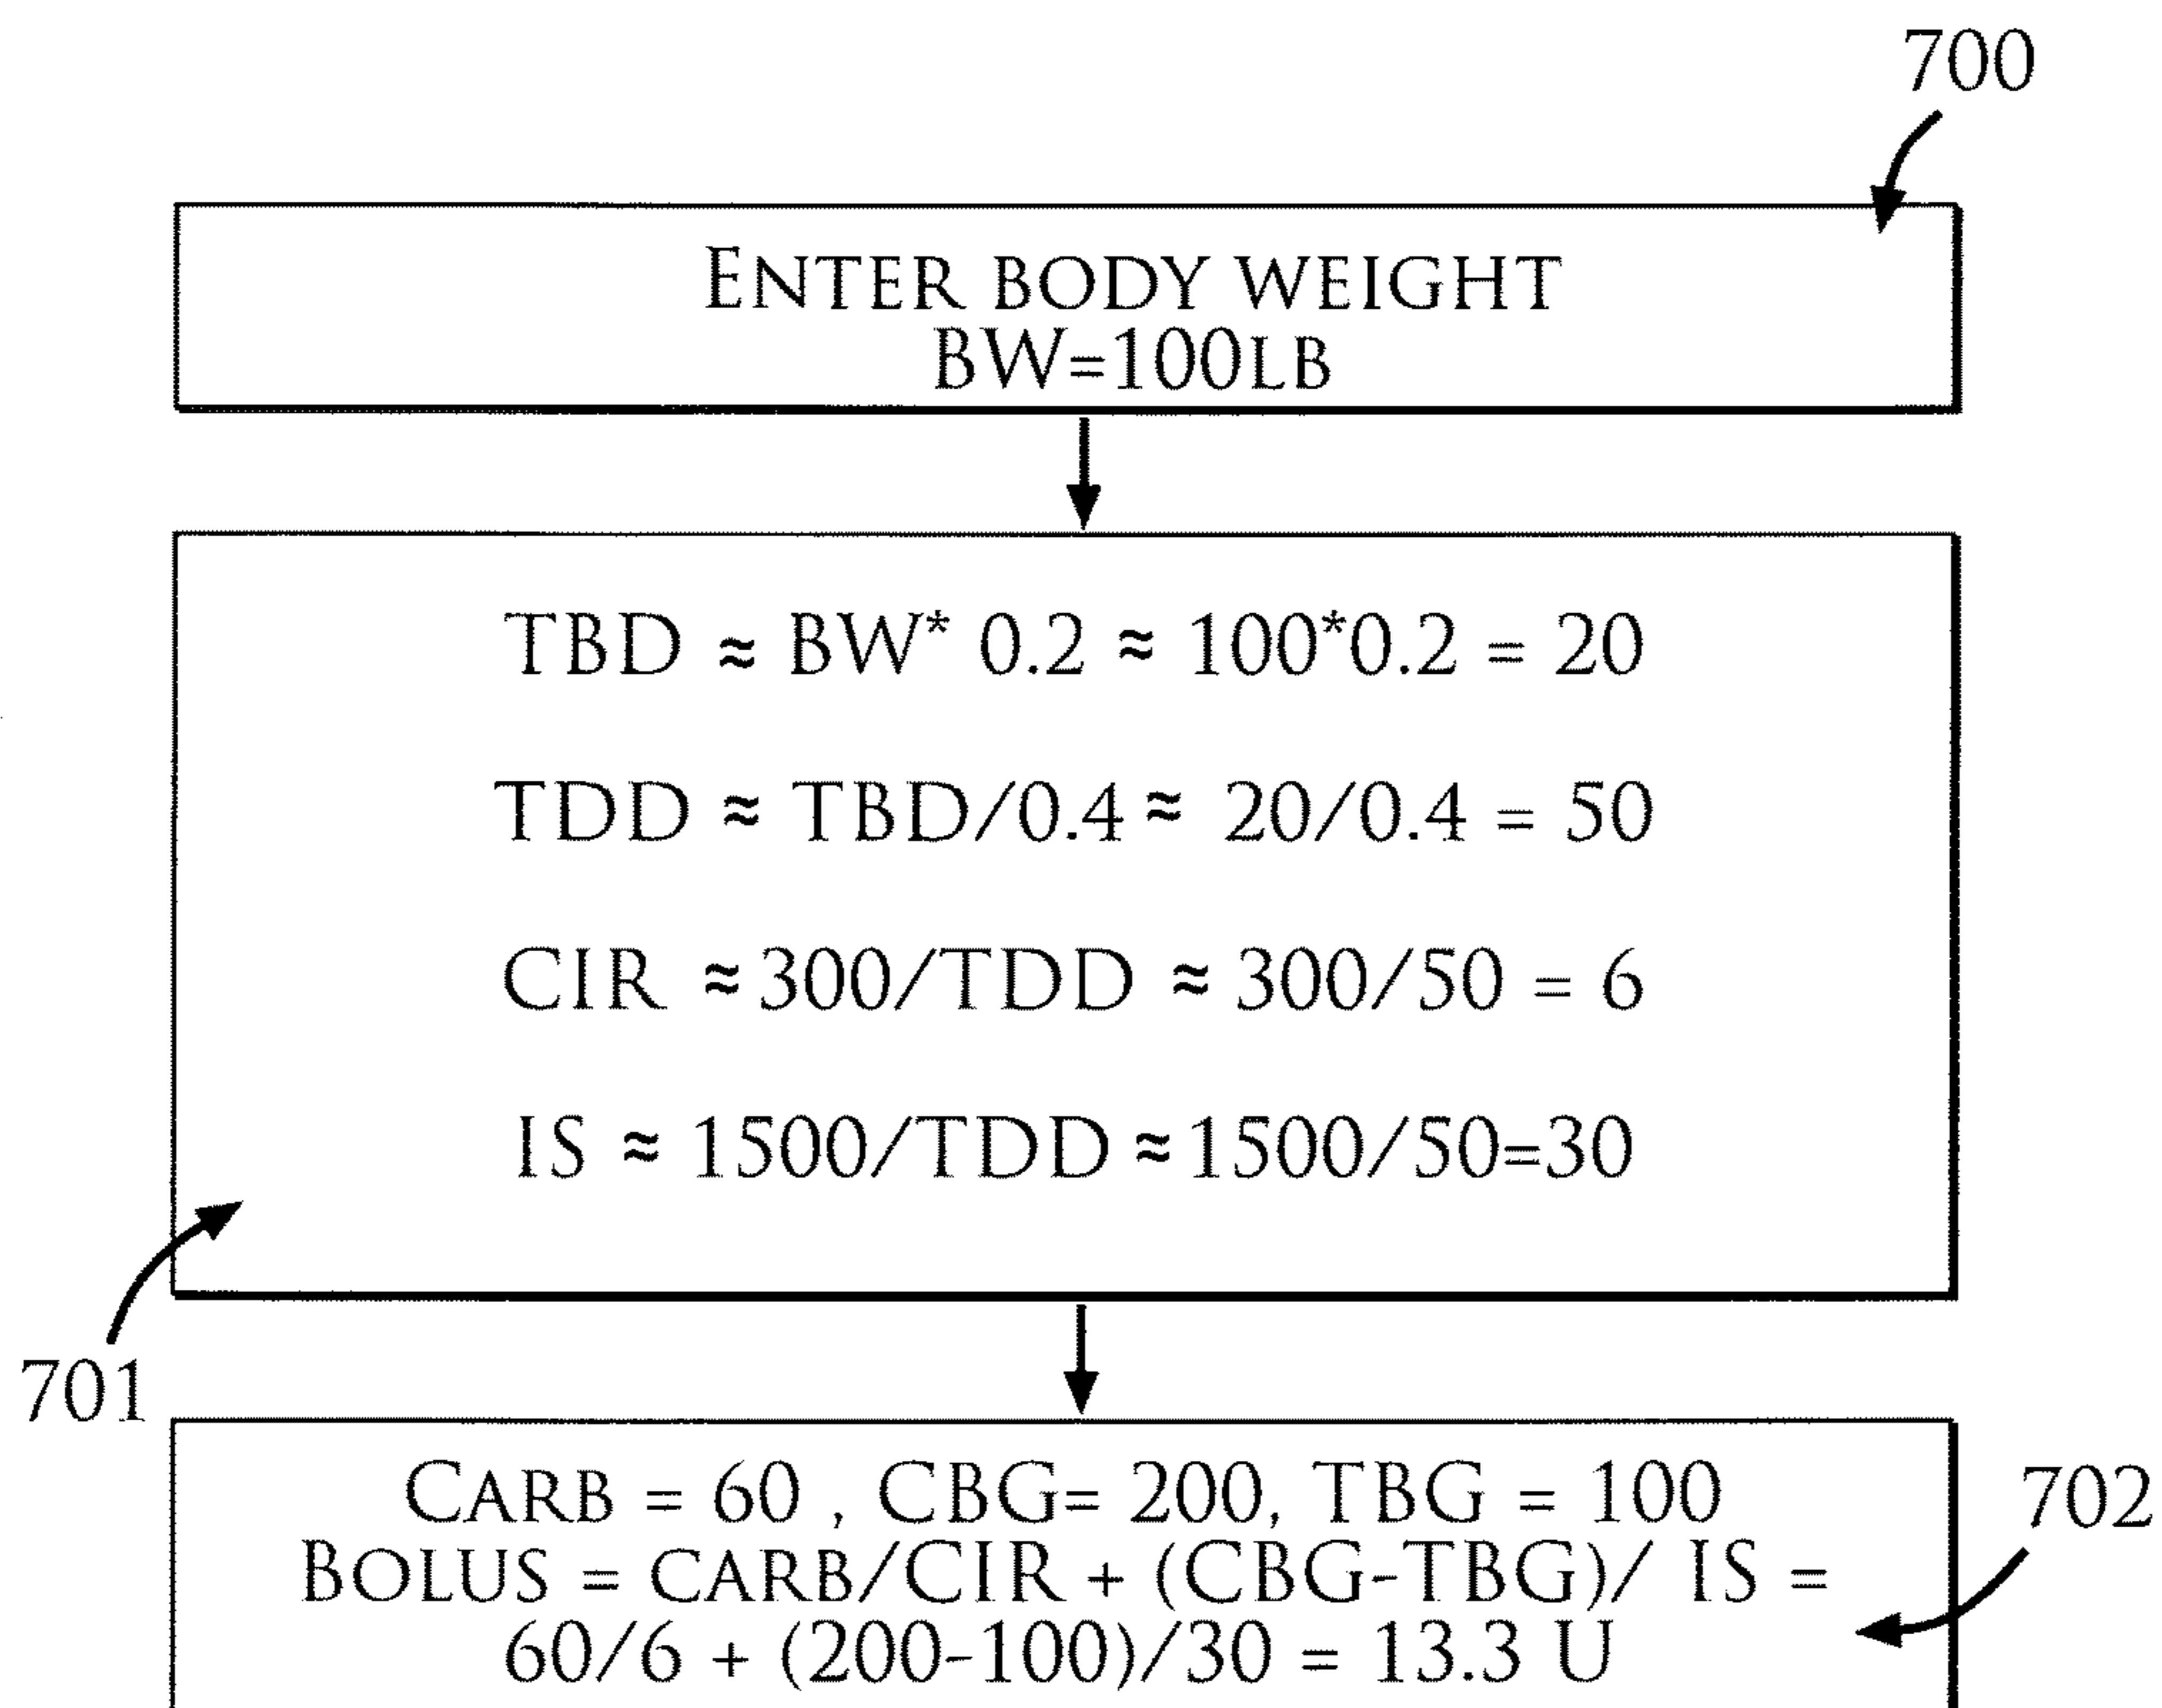 700
ENTER BODY WEIGHT
BW=100LB
TBD ≈ BW* 0.2 ≈ 100*0.2 = 20
TDD ≈ TBD/0.4 ≈ 20/0.4 = 50
CIR ≈300/TDD ≈ 300/50 = 6
IS ≈ 1500/TDD ≈1500/50=30
701
CARB = 60 , CBG= 200, TBG = 100
702
BOLUS = CARB/CIR + (CBG-TBG)/ IS =
60/6 + (200-100)/30 = 13.3 U